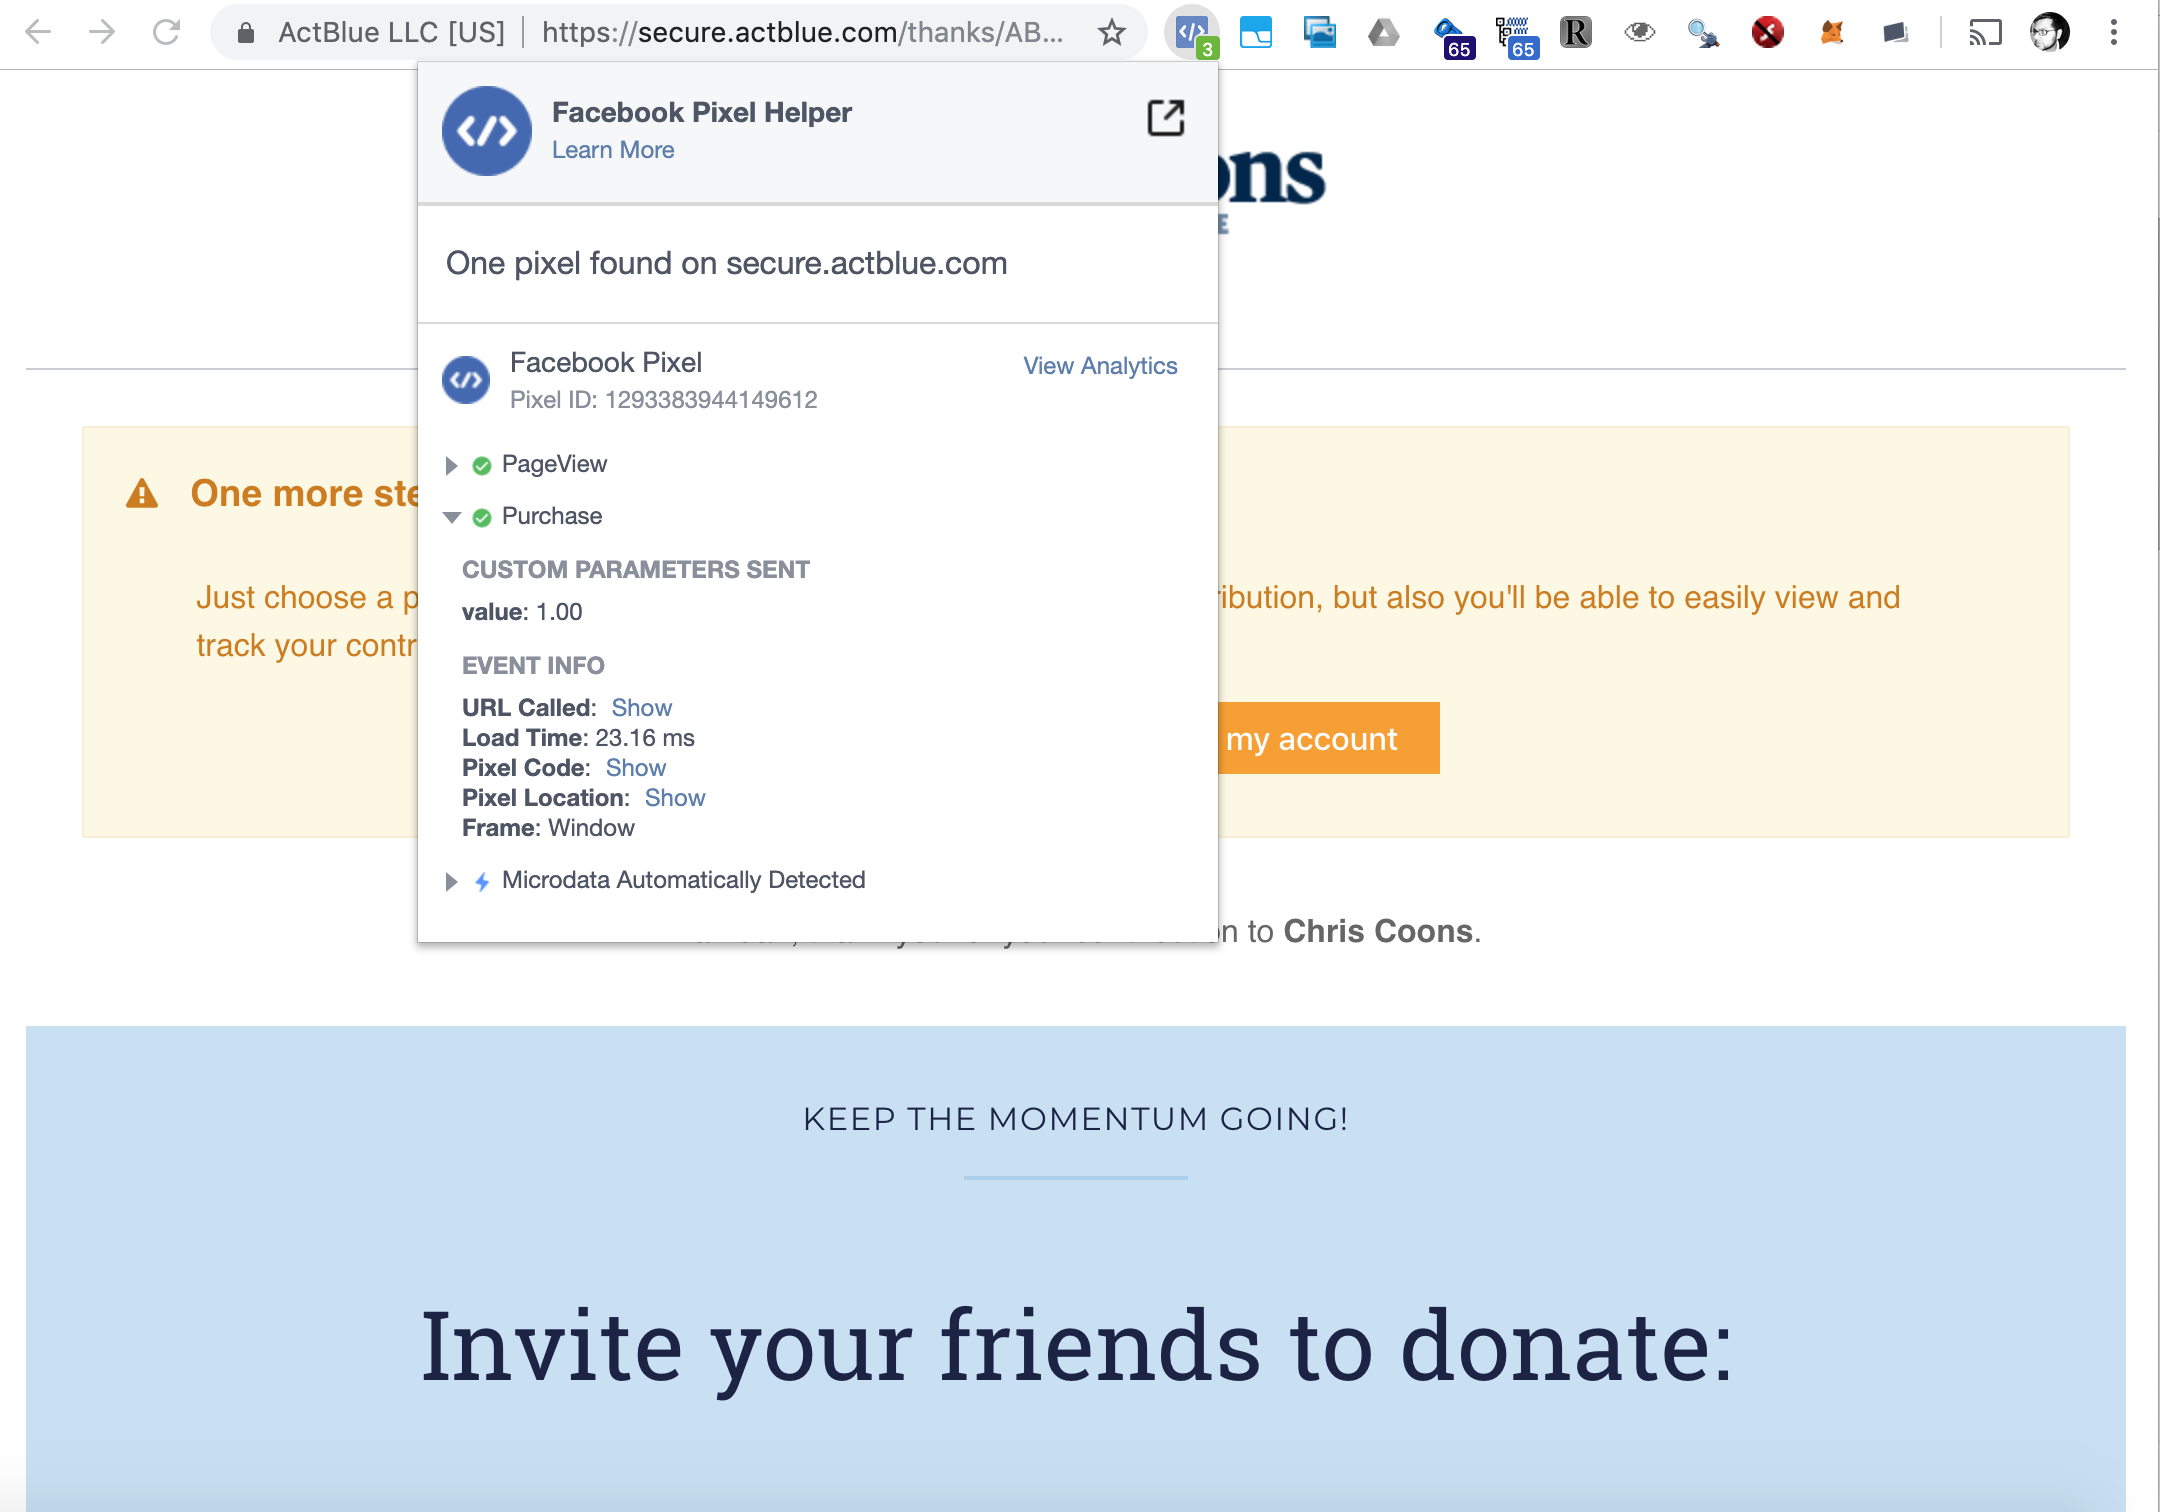 ActBlue LLC [US] | https://secure.actblue.com/thanks/AB...
3
65
65
R
Facebook Pixel Helper
Learn More
ons
E
One pixel found on secure.actblue.com
Facebook Pixel
View Analytics
Pixel ID: 1293383944149612
PageView
One more ste
Purchase
CUSTOM PARAMETERS SENT
Just choose a p
ribution, but also you'll be able to easily view and
value: 1.00
track your contr
EVENT INFO
URL Called: Show
Load Time: 23.16 ms
my account
Pixel Code: Show
Pixel Location: Show
Frame: Window
Microdata Automatically Detected
n to Chris Coons.
KEEP THE MOMENTUM GOING!
Invite your friends to donate: